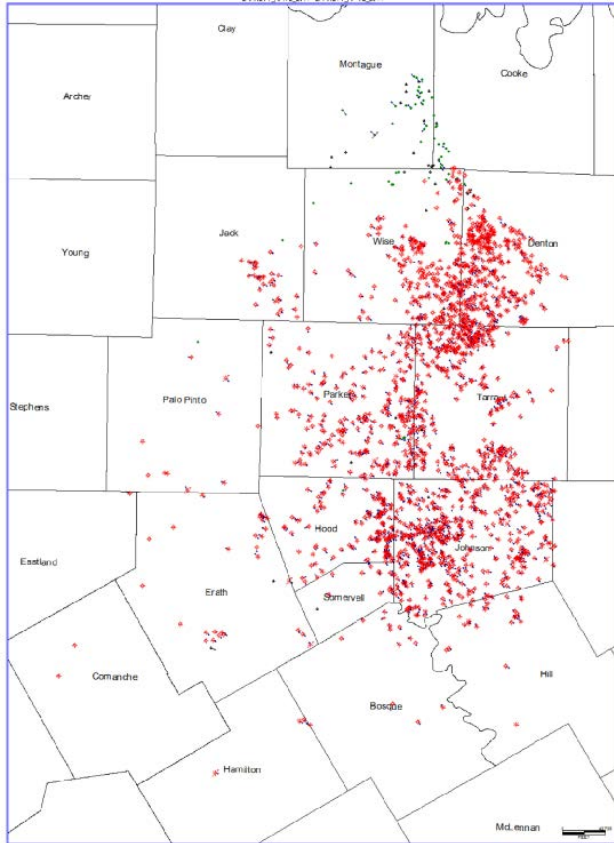 Clay
Montague
Cooke
Archer
Jack
Wise
Denton
Young
Palo Pinto
Parker
Tarrant
Stephens
Hood
Johnson
Eastland
Erath
Somervell
Comanche
Hill
Bosque
Hamilton
McLennan